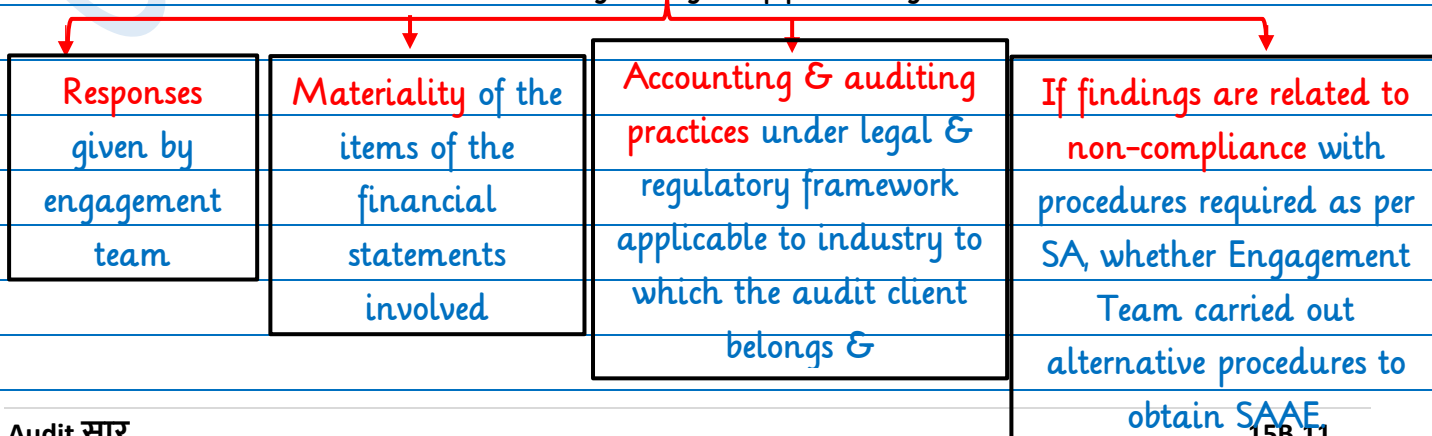 Responses
given by
engagement
team
Materiality of the
items of the
financial
statements
involved
Accounting & auditing
practices under legal &
regulatory framework
applicable to industry to
which the audit client
belongs &
If findings are related to
non-compliance with
procedures required as per
SA, whether Engagement
Team carried out
alternative procedures to
obtain SAAE.
Audit सार
15B.11